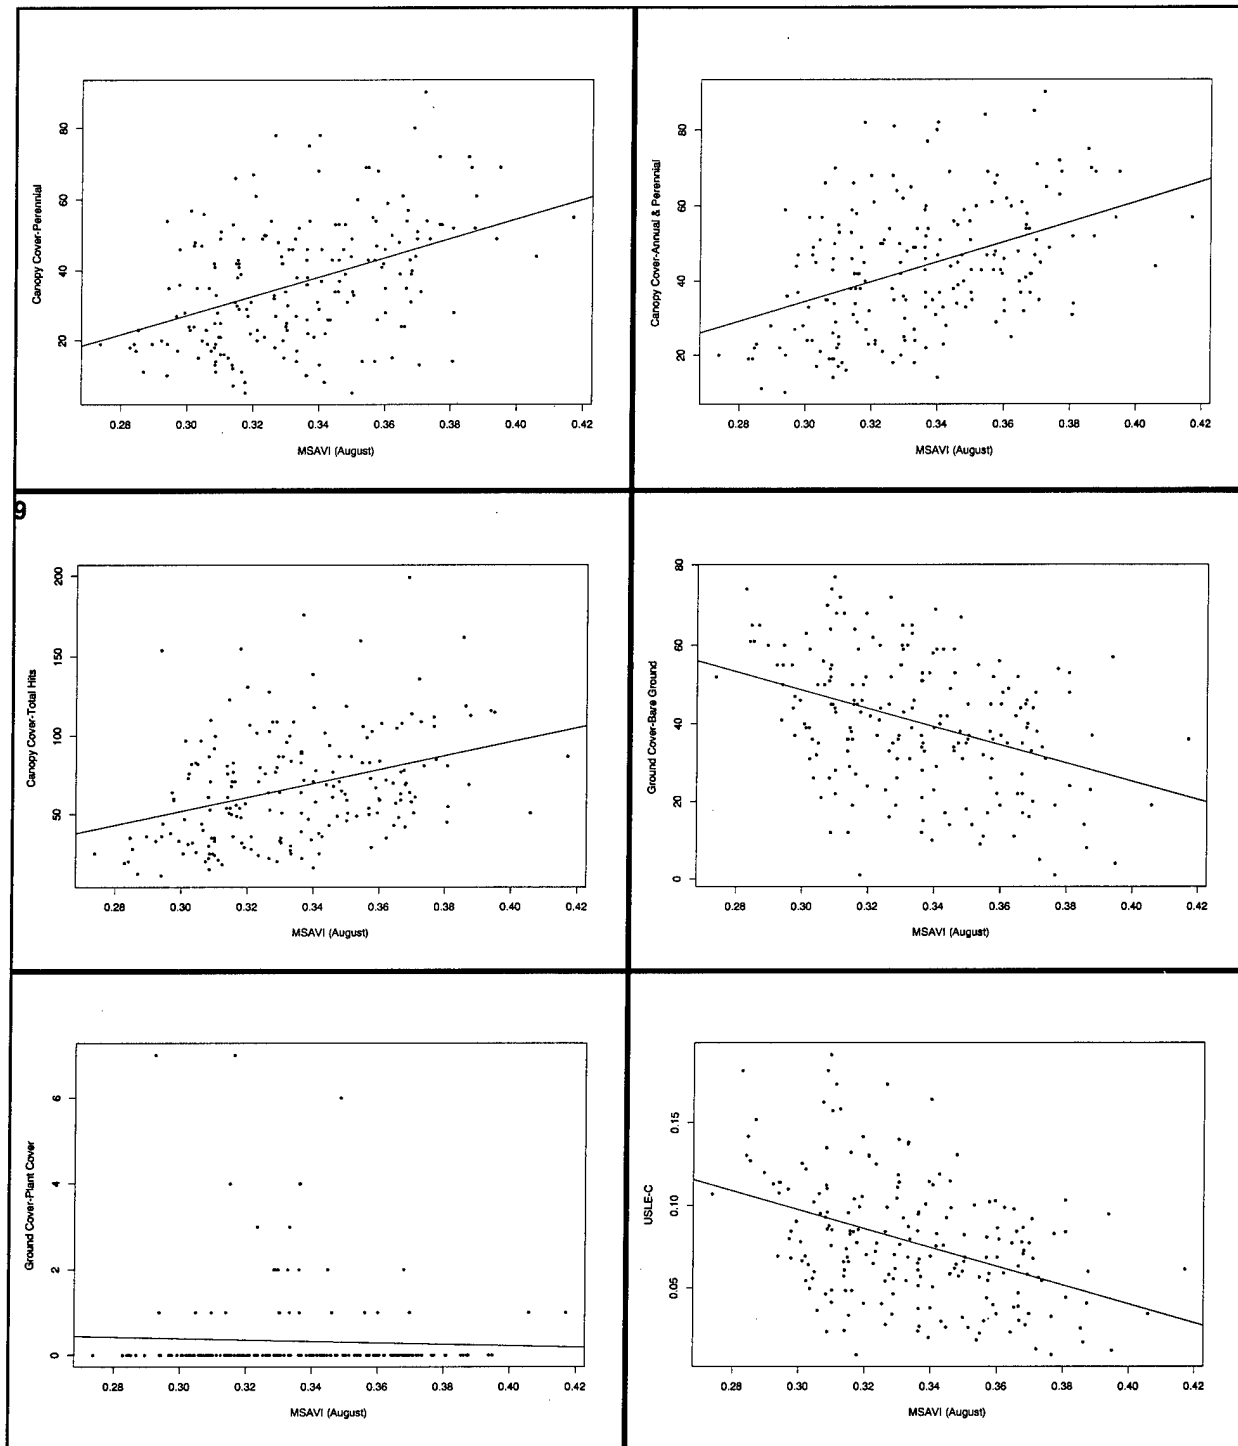 Canopy Cover-Perennial
80
60
40
20
0.28 0.30 0.32 0.34 0.36 0.38 0.40 0.42
MSAVI (August)
Canopy Cover-Annual & Perennial
80
60
40
20
0.28 0.30 0.32 0.34 0.36 0.38 0.40 0.42
MSAVI (August)
9
Canopy Cover-Total Hits
200
150
100
50
0.28 0.30 0.32 0.34 0.36 0.38 0.40 0.42
MSAVI (August)
Ground Cover-Bare Ground
80
60
40
20
0
0.28 0.30 0.32 0.34 0.36 0.38 0.40 0.42
MSAVI (August)
Ground Cover-Plant Cover
6
4
2
0
0.28 0.30 0.32 0.34 0.36 0.38 0.40 0.42
MSAVI (August)
USLE-C
0.15
0.10
0.05
0.28 0.30 0.32 0.34 0.36 0.38 0.40 0.42
MSAVI (August)